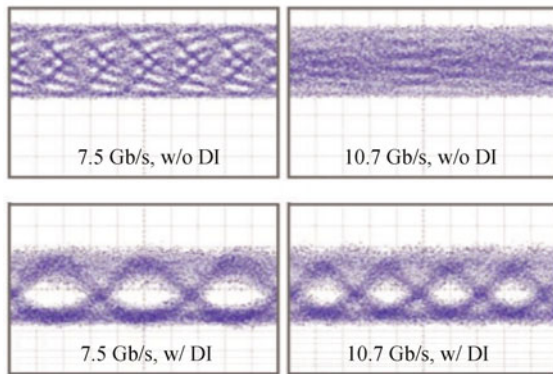 7.5 Gb/s, w/o DI
10.7 Gb/s, w/o DI
7.5 Gb/s, w/ DI
10.7 Gb/s, w/ DI